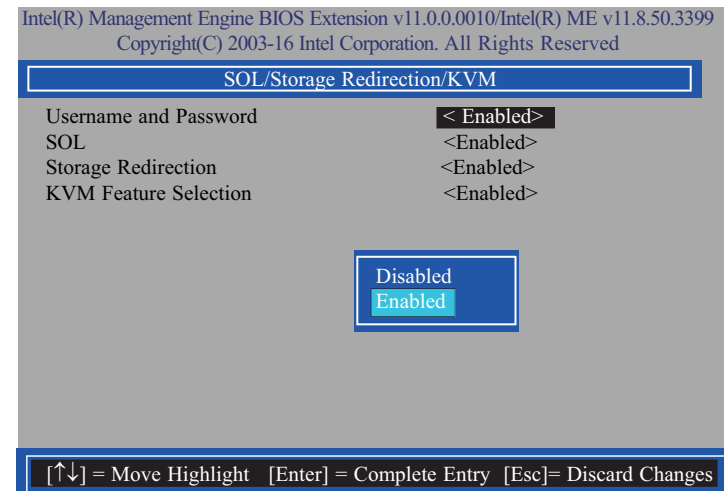 Intel(R) Management Engine BIOS Extension v11.0.0.0010/Intel(R) ME v11.8.50.3399
Copyright(C) 2003-16 Intel Corporation. All Rights Reserved
SOL/Storage Redirection/KVM
Username and Password < Enabled>
SOL <Enabled>
Storage Redirection <Enabled>
KVM Feature Selection <Enabled>
Disabled
Enabled
[↑↓] = Move Highlight [Enter] = Complete Entry [Esc]= Discard Changes